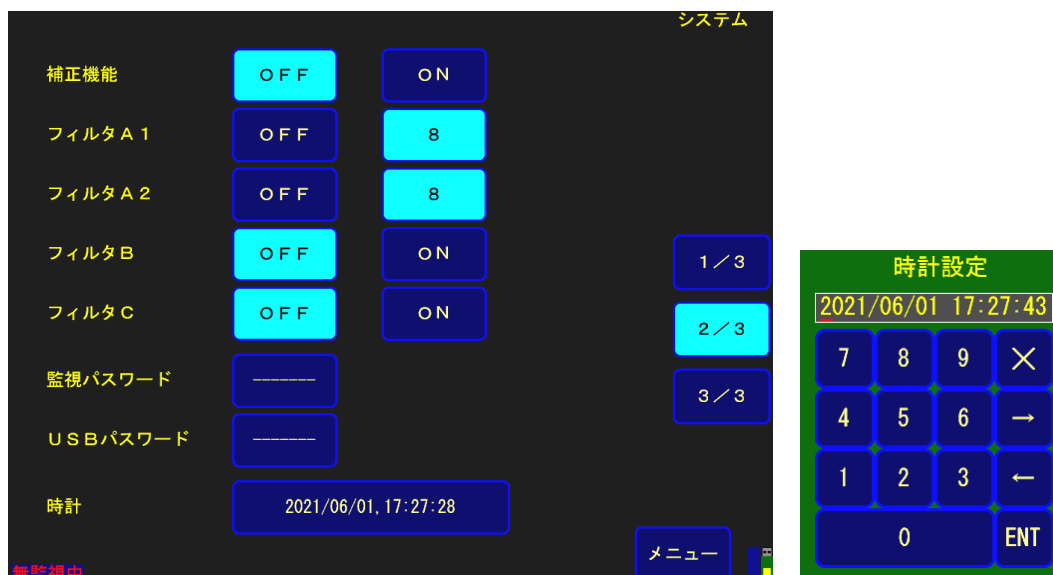 システム
補正機能 OFF ON
フィルタA1 OFF 8
フィルタA2 OFF 8
フィルタB OFF ON
フィルタC OFF ON
監視パスワード -------
USBパスワード -------
時計 2021/06/01,17:27:28
1/3
2/3
3/3
メニュー
無監視中
時計設定
2021/06/01 17:27:43
7 8 9 ×
4 5 6 →
1 2 3 ←
0 ENT